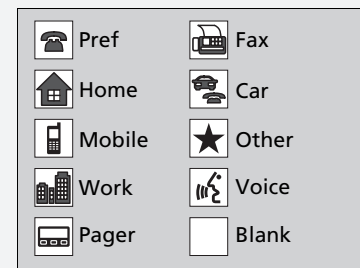 Pref
Fax
Home
Car
Mobile
Other
Work
Voice
Pager
Blank